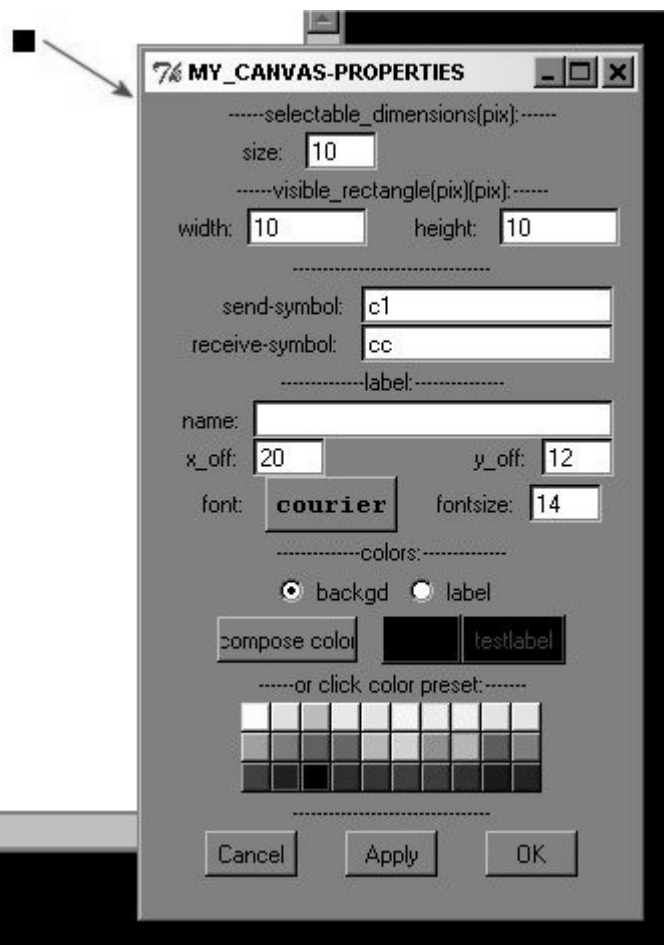 MY_CANVAS-PROPERTIES
------selectable_dimensions(pix):------
size: 10
------visible_rectangle(pix)(pix):------
width: 10 height: 10
------------------------------
send-symbol: c1
receive-symbol: cc
--------------label:---------------
name:
x_off: 20 y_off: 12
font: courier fontsize: 14
--------------colors:--------------
backgd label
compose color testlabel
------or click color preset:-------
------------------------------
Cancel Apply OK